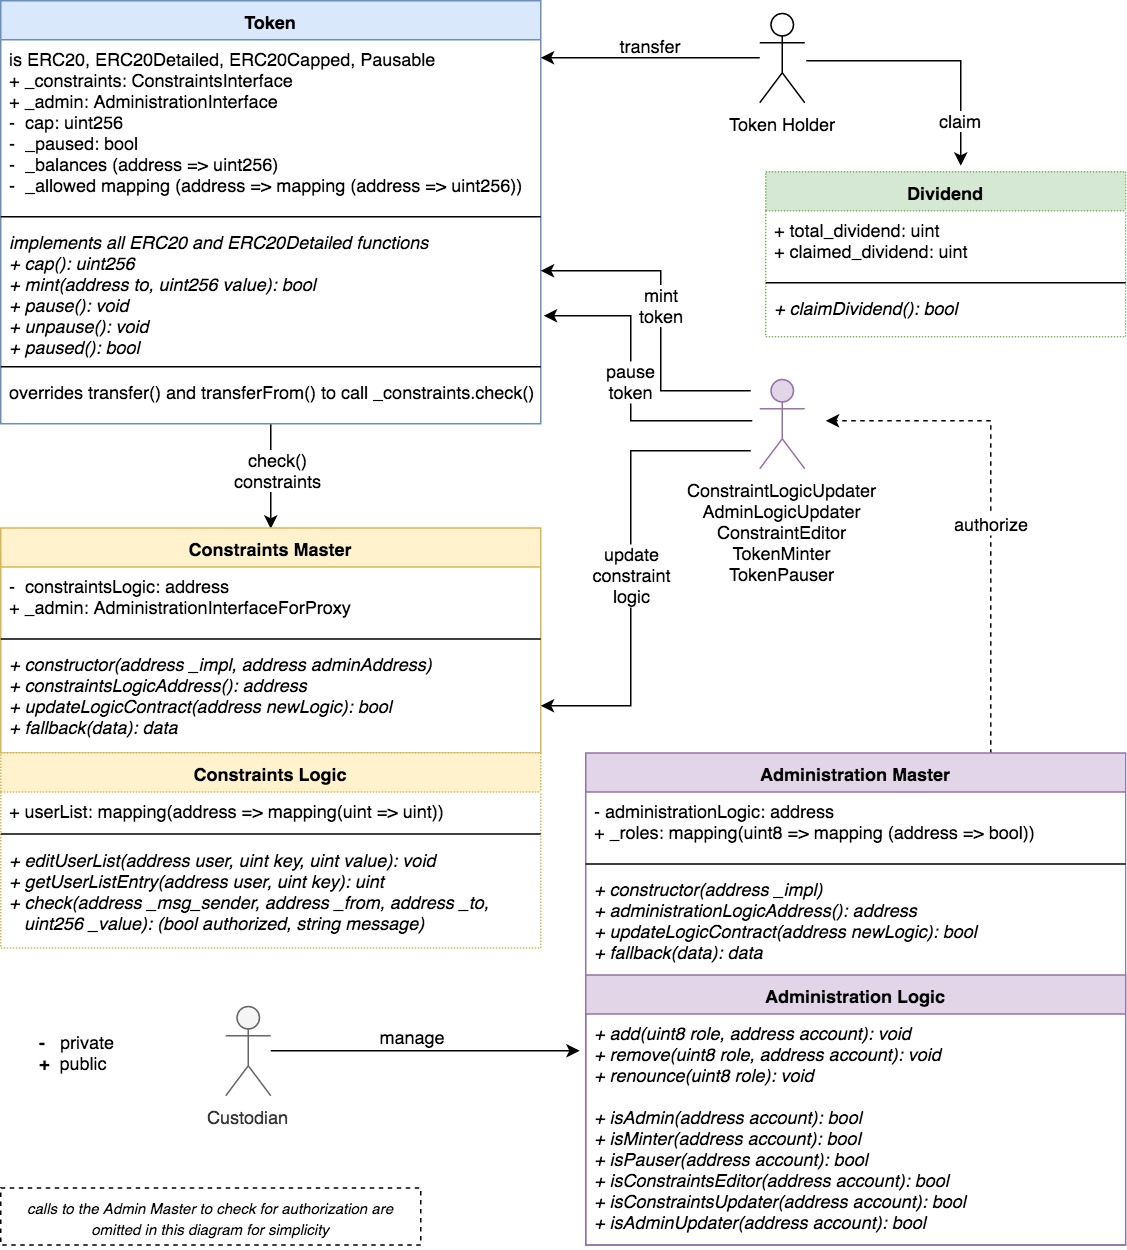 Token
is ERC20, ERC20Detailed, ERC20Capped, Pausable
+ _constraints: ConstraintsInterface
+ _admin: AdministrationInterface
- cap: uint256
- _paused: bool
- _balances (address => uint256)
- _allowed mapping (address => mapping (address => uint256))
implements all ERC20 and ERC20Detailed functions
+ cap(): uint256
+ mint(address to, uint256 value): bool
+ pause(): void
+ unpause(): void
+ paused(): bool
overrides transfer() and transferFrom() to call _constraints.check()
transfer
Token Holder
claim
Dividend
+ total_dividend: uint
+ claimed_dividend: uint
+ claimDividend(): bool
mint
token
pause
token
check()
constraints
ConstraintLogicUpdater
AdminLogicUpdater
ConstraintEditor
TokenMinter
TokenPauser
authorize
update
constraint
logic
Constraints Master
- constraintsLogic: address
+ _admin: AdministrationInterfaceForProxy
+ constructor(address _impl, address adminAddress)
+ constraintsLogicAddress(): address
+ updateLogicContract(address newLogic): bool
+ fallback(data): data
Constraints Logic
+ userList: mapping(address => mapping(uint => uint))
+ editUserList(address user, uint key, uint value): void
+ getUserListEntry(address user, uint key): uint
+ check(address _msg_sender, address _from, address _to,
uint256 _value): (bool authorized, string message)
Administration Master
- administrationLogic: address
+ _roles: mapping(uint8 => mapping (address => bool))
+ constructor(address _impl)
+ administrationLogicAddress(): address
+ updateLogicContract(address newLogic): bool
+ fallback(data): data
Administration Logic
+ add(uint8 role, address account): void
+ remove(uint8 role, address account): void
+ renounce(uint8 role): void
+ isAdmin(address account): bool
+ isMinter(address account): bool
+ isPauser(address account): bool
+ isConstraintsEditor(address account): bool
+ isConstraintsUpdater(address account): bool
+ isAdminUpdater(address account): bool
- private
+ public
manage
Custodian
calls to the Admin Master to check for authorization are
omitted in this diagram for simplicity